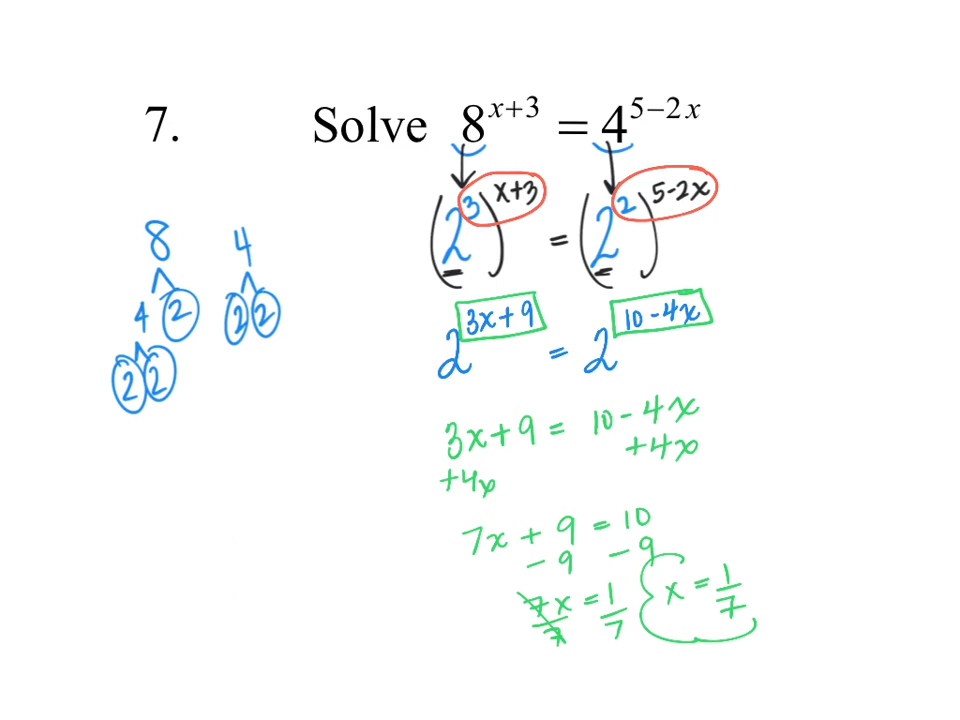 7. Solve 8^{x+3} = 4^{5-2x}
(2^3)^{x+3} = (2^2)^{5-2x}
8 4
4 2 2 2
2 2
2^{3x+9} = 2^{10-4x}
3x+9 = 10-4x
+4x +4x
7x + 9 = 10
-9 -9
7x/7 = 1/7 x = 1/7